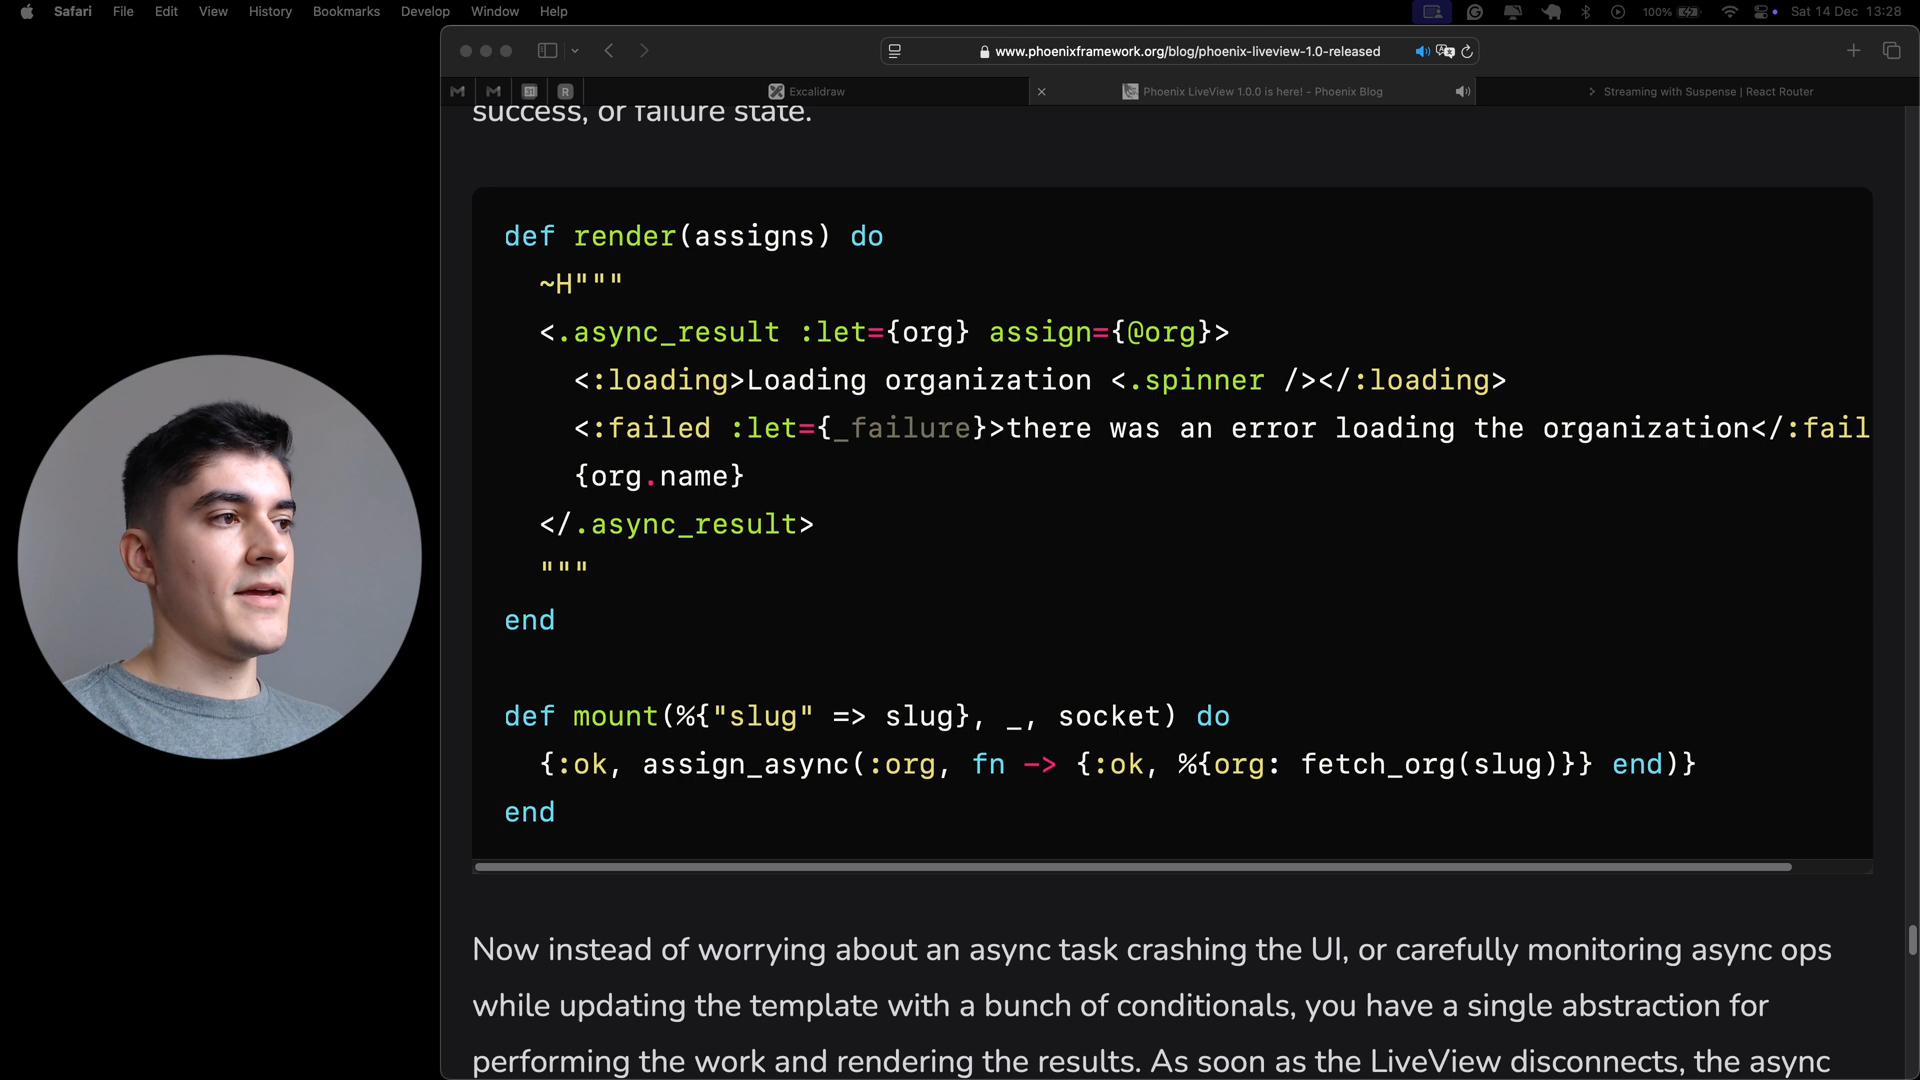 Safari File Edit View History Bookmarks Develop Window Help 100% Sat 14 Dec 13:28
www.phoenixframework.org/blog/phoenix-liveview-1.0-released
Excalidraw Phoenix LiveView 1.0.0 is here! - Phoenix Blog Streaming with Suspense | React Router
success, or failure state.
def render(assigns) do
~H"""
<.async_result :let={org} assign={@org}>
<:loading>Loading organization <.spinner /></:loading>
<:failed :let={_failure}>there was an error loading the organization</:fail
{org.name}
</.async_result>
"""
end
def mount(%{"slug" => slug}, _, socket) do
{:ok, assign_async(:org, fn -> {:ok, %{org: fetch_org(slug)}} end)}
end
Now instead of worrying about an async task crashing the UI, or carefully monitoring async ops
while updating the template with a bunch of conditionals, you have a single abstraction for
performing the work and rendering the results. As soon as the LiveView disconnects, the async